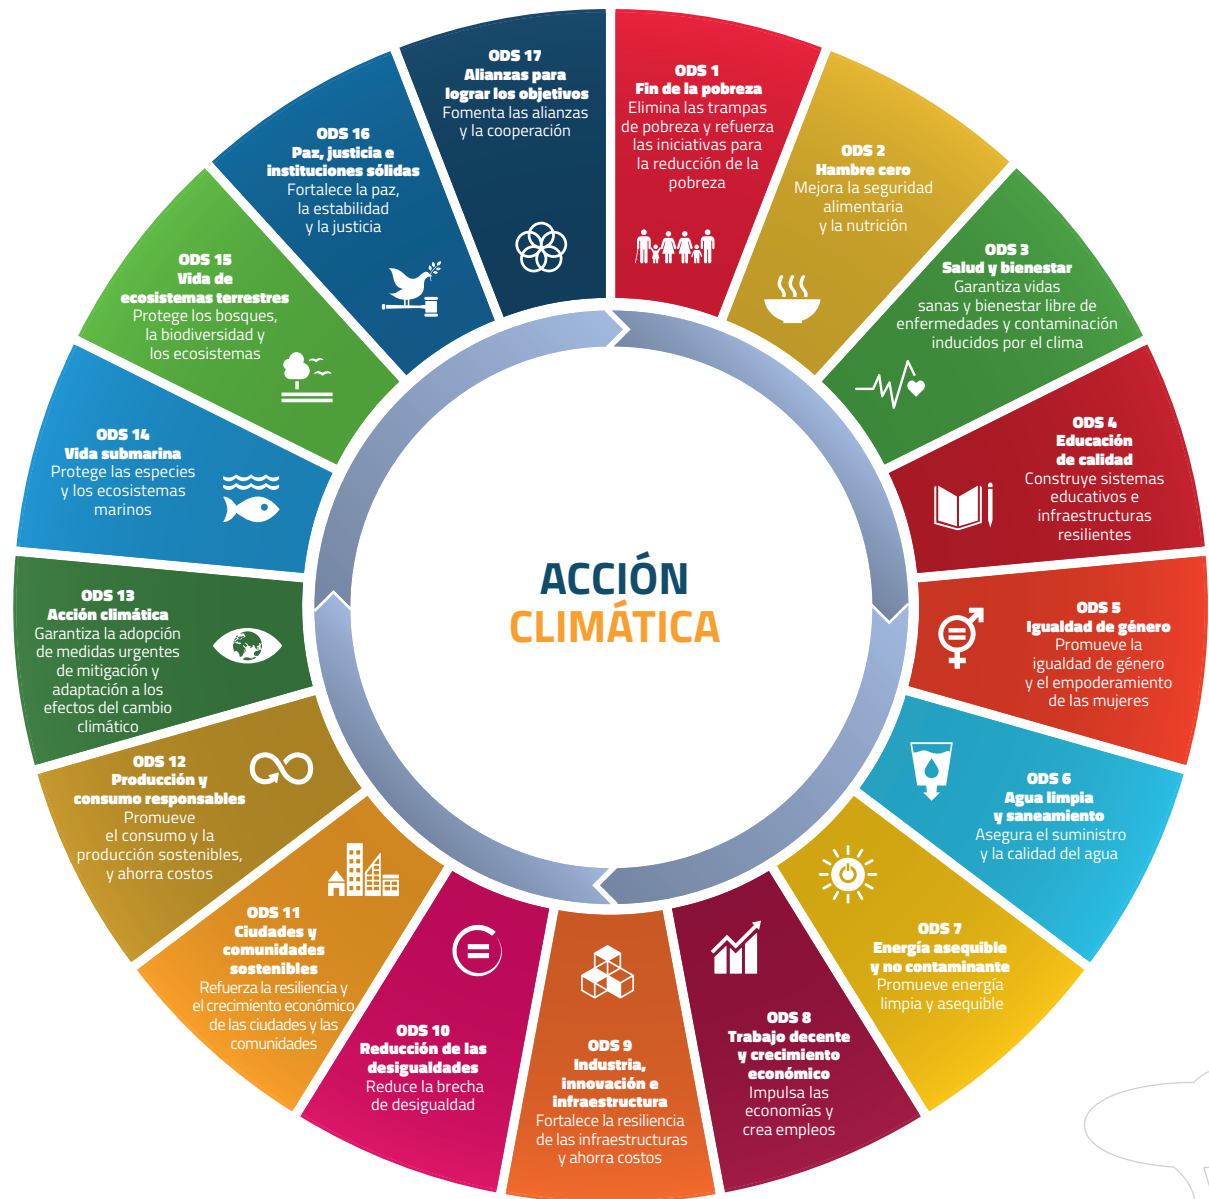 ODS 1
Fin de la pobreza
Elimina las trampas
de pobreza y refuerza
las iniciativas para
la reducción de la
pobreza
ODS 2
Hambre cero
Mejora la seguridad
alimentaria
y la nutrición
ODS 3
Salud y bienestar
Garantiza vidas
sanas y bienestar libre de
enfermedades y contaminación
inducidos por el clima
ODS 4
Educación
de calidad
Construye sistemas
educativos e
infraestructuras
resilientes
ODS 5
Igualdad de género
Promueve la
igualdad de género
y el empoderamiento
de las mujeres
ODS 6
Agua limpia
y saneamiento
Asegura el suministro
y la calidad del agua
ODS 7
Energía asequible
y no contaminante
Promueve energía
limpia y asequible
ODS 8
Trabajo decente
y crecimiento
económico
Impulsa las
economías y
crea empleos
ODS 9
Industria,
innovación e
infraestructura
Fortalece la resiliencia
de las infraestructuras
y ahorra costos
ODS 10
Reducción de las
desigualdades
Reduce la brecha
de desigualdad
ODS 11
Ciudades y
comunidades
sostenibles
Refuerza la resiliencia y
el crecimiento económico
de las ciudades y las
comunidades
ODS 12
Producción y
consumo responsables
Promueve
el consumo y la
producción sostenibles,
y ahorra costos
ODS 13
Acción climática
Garantiza la adopción
de medidas urgentes
de mitigación y
adaptación a los
efectos del cambio
climático
ODS 14
Vida submarina
Protege las especies
y los ecosistemas
marinos
ODS 15
Vida de
ecosistemas terrestres
Protege los bosques,
la biodiversidad y
los ecosistemas
ODS 16
Paz, justicia e
instituciones sólidas
Fortalece la paz,
la estabilidad
y la justicia
ODS 17
Alianzas para
lograr los objetivos
Fomenta las alianzas
y la cooperación
ACCIÓN
CLIMÁTICA